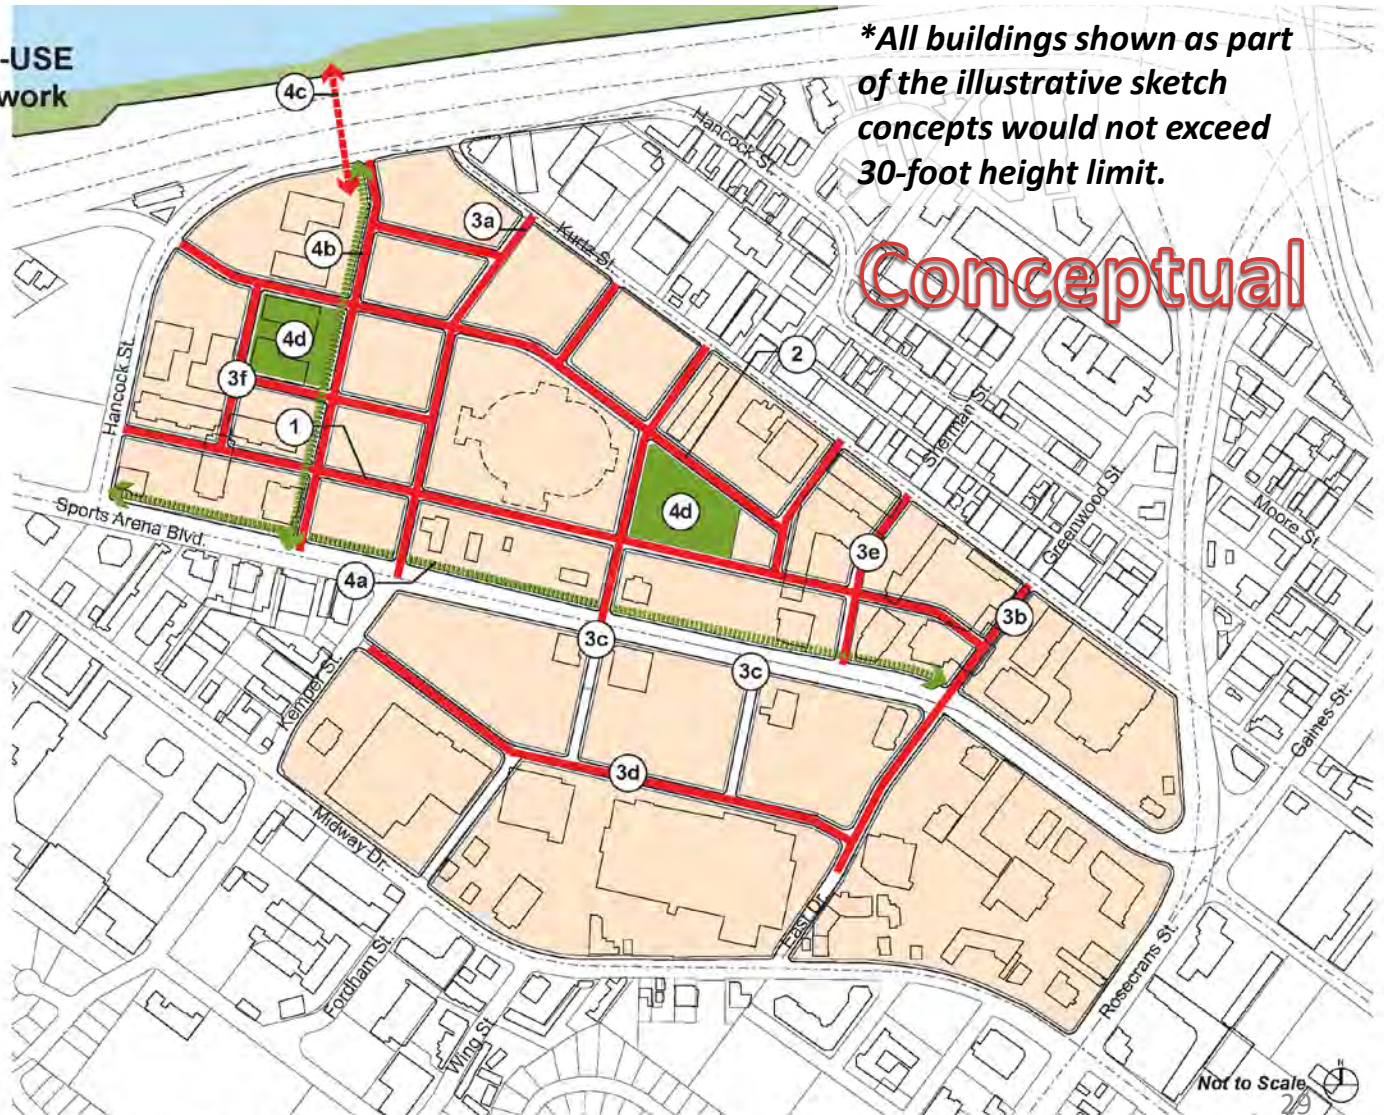 -USE
work
*All buildings shown as part
of the illustrative sketch
concepts would not exceed
30-foot height limit.
Conceptual
4c
Hancock St.
3a
Kurtz St.
4b
4d
2
3f
Hancock St.
1
Sherman St.
4d
Greenwood St.
Moore St.
Sports Arena Blvd.
3e
4a
3b
3c
3c
Kemper St.
Gaines St.
3d
Midway Dr.
East Dr.
Fordham St.
Rosecrans St.
Wing St.
N
Not to Scale
29